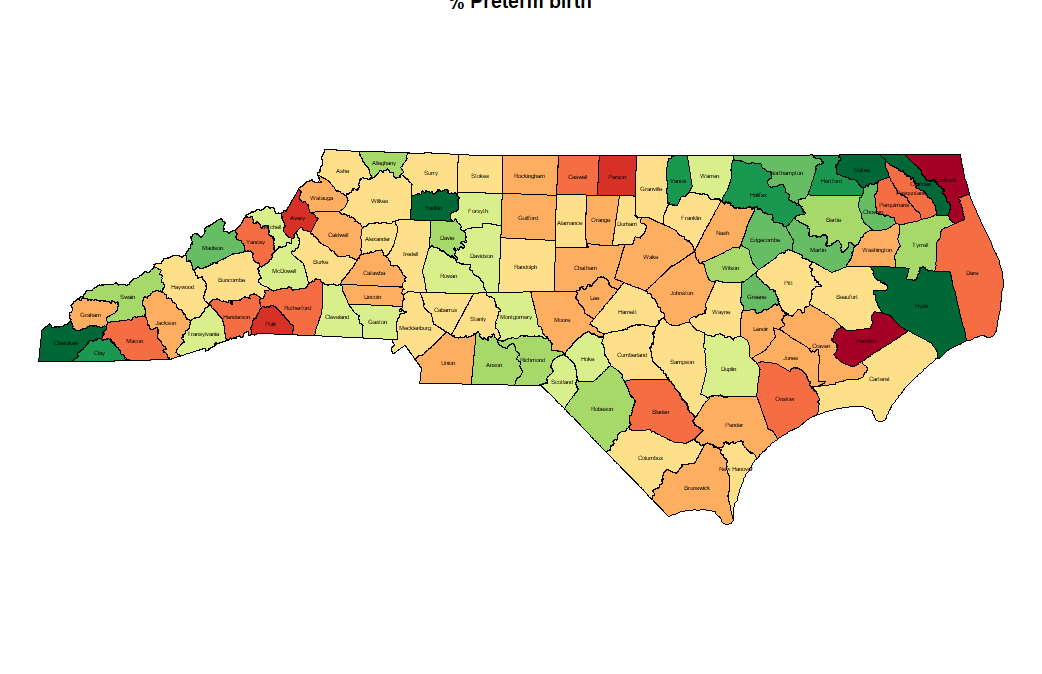 % Preterm birth
Alleghany
Ashe
Surry
Stokes
Rockingham
Caswell
Person
Granville
Vance
Warren
Northampton
Hertford
Gates
Camden
Halifax
Pasquotank
Perquimans
Chowan
Bertie
Watauga
Wilkes
Yadkin
Forsyth
Guilford
Alamance
Orange
Durham
Franklin
Nash
Edgecombe
Martin
Washington
Tyrrell
Dare
Avery
Mitchell
Yancey
Madison
Caldwell
Alexander
Iredell
Davie
Davidson
Randolph
Chatham
Wake
Wilson
Burke
McDowell
Buncombe
Haywood
Swain
Catawba
Rowan
Johnston
Greene
Pitt
Beaufort
Hyde
Graham
Jackson
Henderson
Rutherford
Polk
Lincoln
Cleveland
Gaston
Mecklenburg
Cabarrus
Stanly
Montgomery
Moore
Lee
Harnett
Wayne
Lenoir
Craven
Pamlico
Cherokee
Clay
Macon
Transylvania
Union
Anson
Richmond
Hoke
Scotland
Cumberland
Sampson
Duplin
Jones
Carteret
Robeson
Bladen
Onslow
Pender
Columbus
New Hanover
Brunswick